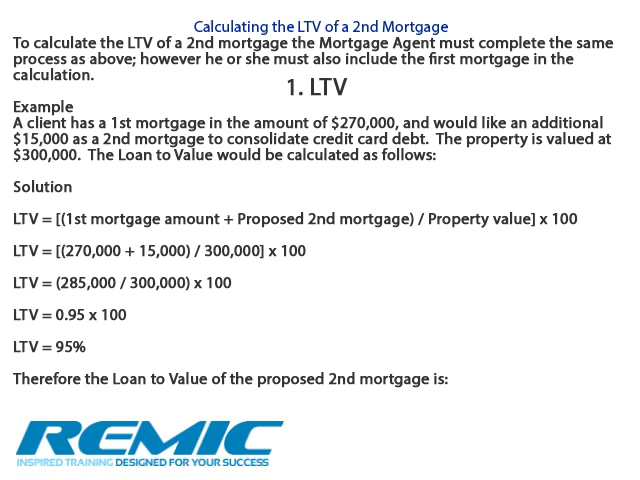 Calculating the LTV of a 2nd Mortgage
To calculate the LTV of a 2nd mortgage the Mortgage Agent must complete the same
process as above; however he or she must also include the first mortgage in the
calculation.
1. LTV
Example
A client has a 1st mortgage in the amount of $270,000, and would like an additional
$15,000 as a 2nd mortgage to consolidate credit card debt.  The property is valued at
$300,000.  The Loan to Value would be calculated as follows:
Solution
LTV = [(1st mortgage amount + Proposed 2nd mortgage) / Property value] x 100
LTV = [(270,000 + 15,000) / 300,000] x 100
LTV = (285,000 / 300,000) x 100
LTV = 0.95 x 100
LTV = 95%
Therefore the Loan to Value of the proposed 2nd mortgage is:
REMIC
INSPIRED TRAINING DESIGNED FOR YOUR SUCCESS